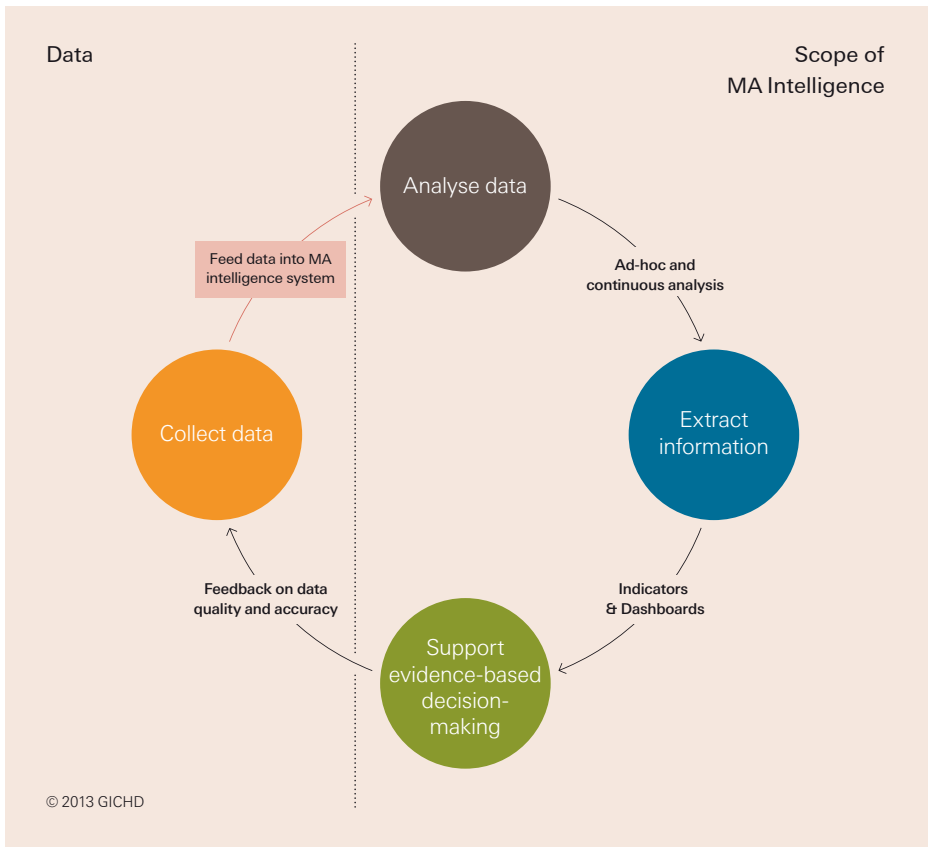 Data
Scope of
MA Intelligence
Analyse data
Feed data into MA
intelligence system
Ad-hoc and
continuous analysis
Collect data
Extract
information
Feedback on data
quality and accuracy
Indicators
& Dashboards
Support
evidence-based
decision-
making
© 2013 GICHD